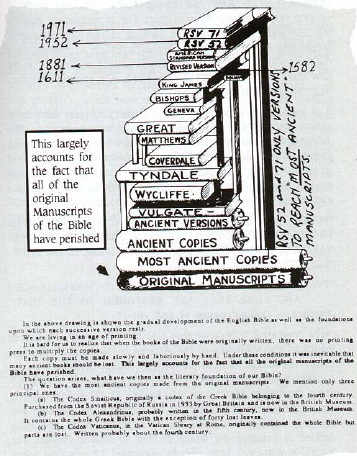 1971
1952
1881
1611
RSV 71
RSV 52
AMERICAN
STANDARD VERSION
REVISED VERSION
1582
KING JAMES
DOUAY
BISHOPS
GENEVA
GREAT
MATTHEWS
COVERDALE
TYNDALE
WYCLIFFE
VULGATE -
ANCIENT VERSIONS
ANCIENT COPIES
MOST ANCIENT COPIES
ORIGINAL MANUSCRIPTS
RSV 52 and 71 ONLY VERSIONS
TO REACH "MOST ANCIENT"
MANUSCRIPTS.
This largely
accounts for
the fact that
all of the
original
Manuscripts
of the Bible
have perished
In the above drawing is shown the gradual development of the English Bible as well as the foundations
upon which each successive version rests.
We are living in an age of printing.
It is hard for us to realize that when the books of the Bible were originally written, there was no printing
press to multiply the copies.
Each copy must be made slowly and laboriously by hand. Under these conditions it was inevitable that
many ancient books should be lost. This largely accounts for the fact that all the original manuscripts of the
Bible have perished.
The question arises, what have we then as the literary foundation of our Bible?
(1) We have the most ancient copies made from the original manuscripts. We mention only three
principal ones.
(a) The Codex Sinaiticus, originally a codex of the Greek Bible belonging to the fourth century.
Purchased from the Soviet Republic of Russia in 1933 by Great Britain and is now in the British Museum.
(b) The Codex Alexandrinus, probably written in the fifth century, now in the British Museum.
It contains the whole Greek Bible with the exception of forty lost leaves.
(c) The Codex Vaticanus, in the Vatican library at Rome, originally contained the whole Bible but
parts are lost. Written probably about the fourth century.